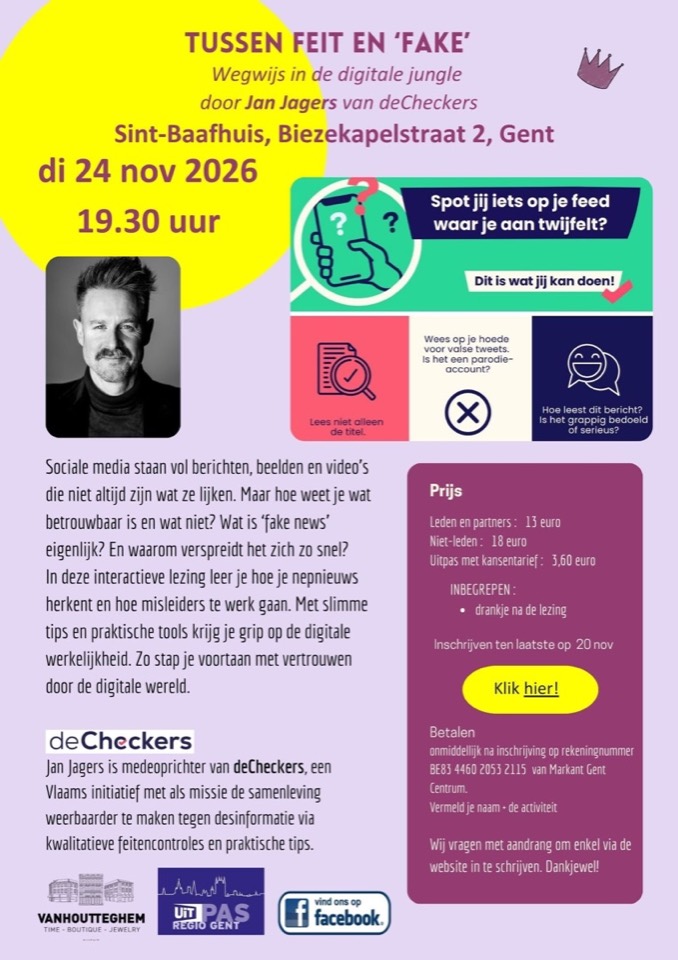 TUSSEN FEIT EN ‘FAKE’
Wegwijs in de digitale jungle
door Jan Jagers van deCheckers
Sint-Baafhuis, Biezekapelstraat 2, Gent
di 24 nov 2026
19.30 uur
Spot jij iets op je feed
waar je aan twijfelt?
Dit is wat jij kan doen!
Lees niet alleen
de titel.
Wees op je hoede
voor valse tweets.
Is het een parodie-
account?
Hoe leest dit bericht?
Is het grappig bedoeld
of serieus?
Sociale media staan vol berichten, beelden en video’s
die niet altijd zijn wat ze lijken. Maar hoe weet je wat
betrouwbaar is en wat niet? Wat is ‘fake news’
eigenlijk? En waarom verspreidt het zich zo snel?
In deze interactieve lezing leer je hoe je nepnieuws
herkent en hoe misleiders te werk gaan. Met slimme
tips en praktische tools krijg je grip op de digitale
werkelijkheid. Zo stap je voortaan met vertrouwen
door de digitale wereld.
deCheckers
Jan Jagers is medeoprichter van deCheckers, een
Vlaams initiatief met als missie de samenleving
weerbaarder te maken tegen desinformatie via
kwalitatieve feitencontroles en praktische tips.
Prijs
Leden en partners : 13 euro
Niet-leden : 18 euro
Uitpas met kansentarief : 3,60 euro
INBEGREPEN :
• drankje na de lezing
Inschrijven ten laatste op 20 nov
Klik hier!
Betalen
onmiddellijk na inschrijving op rekeningnummer
BE83 4460 2053 2115 van Markant Gent
Centrum.
Vermeld je naam - de activiteit
Wij vragen met aandrang om enkel via de
website in te schrijven. Dankjewel!
VANHOUTTEGHEM
TIME - BOUTIQUE - JEWELRY
UiT PAS
REGIO GENT
vind ons op
facebook.